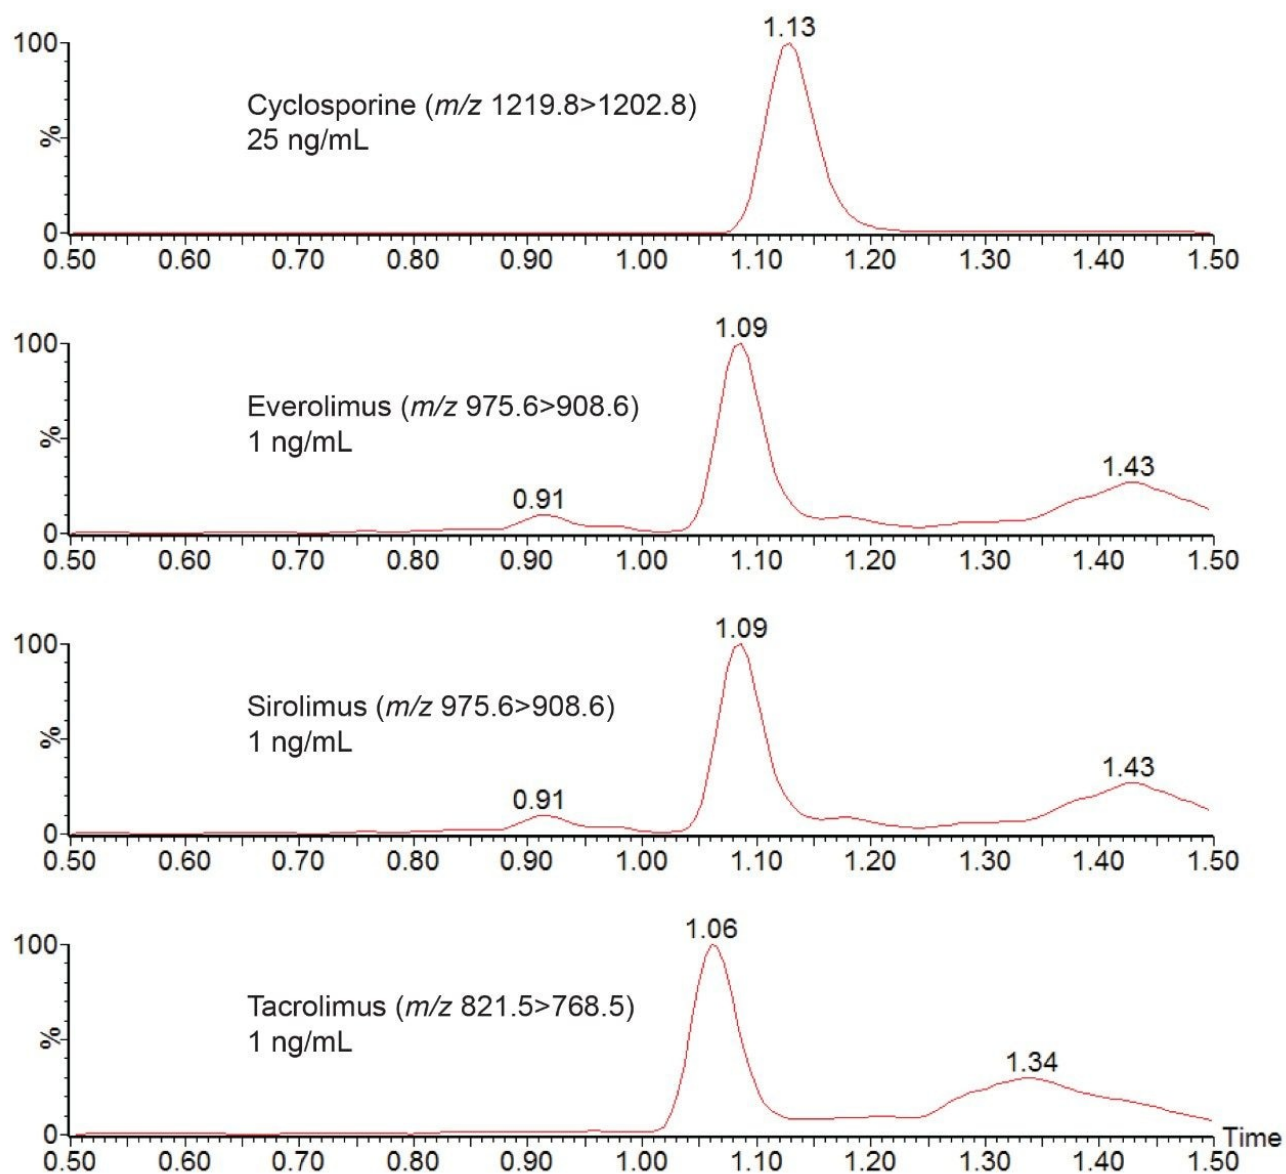 1.13
100
Cyclosporine (m/z 1219.8>1202.8)
25 ng/mL
%
0
0.50 0.60 0.70 0.80 0.90 1.00 1.10 1.20 1.30 1.40 1.50
1.09
100
Everolimus (m/z 975.6>908.6)
1 ng/mL
%
1.43
0.91
0
0.50 0.60 0.70 0.80 0.90 1.00 1.10 1.20 1.30 1.40 1.50
1.09
100
Sirolimus (m/z 975.6>908.6)
1 ng/mL
%
1.43
0.91
0
0.50 0.60 0.70 0.80 0.90 1.00 1.10 1.20 1.30 1.40 1.50
1.06
100
Tacrolimus (m/z 821.5>768.5)
1 ng/mL
%
1.34
0
Time
0.50 0.60 0.70 0.80 0.90 1.00 1.10 1.20 1.30 1.40 1.50